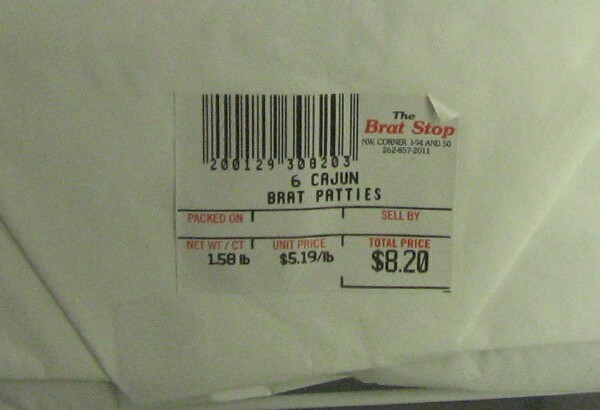 The
Brat Stop
NW CORNER I-94 AND 50
262-857-2011
200129 308203
6 CAJUN
BRAT PATTIES
PACKED ON SELL BY
NET WT / CT UNIT PRICE TOTAL PRICE
1.58 lb $5.19/lb $8.20